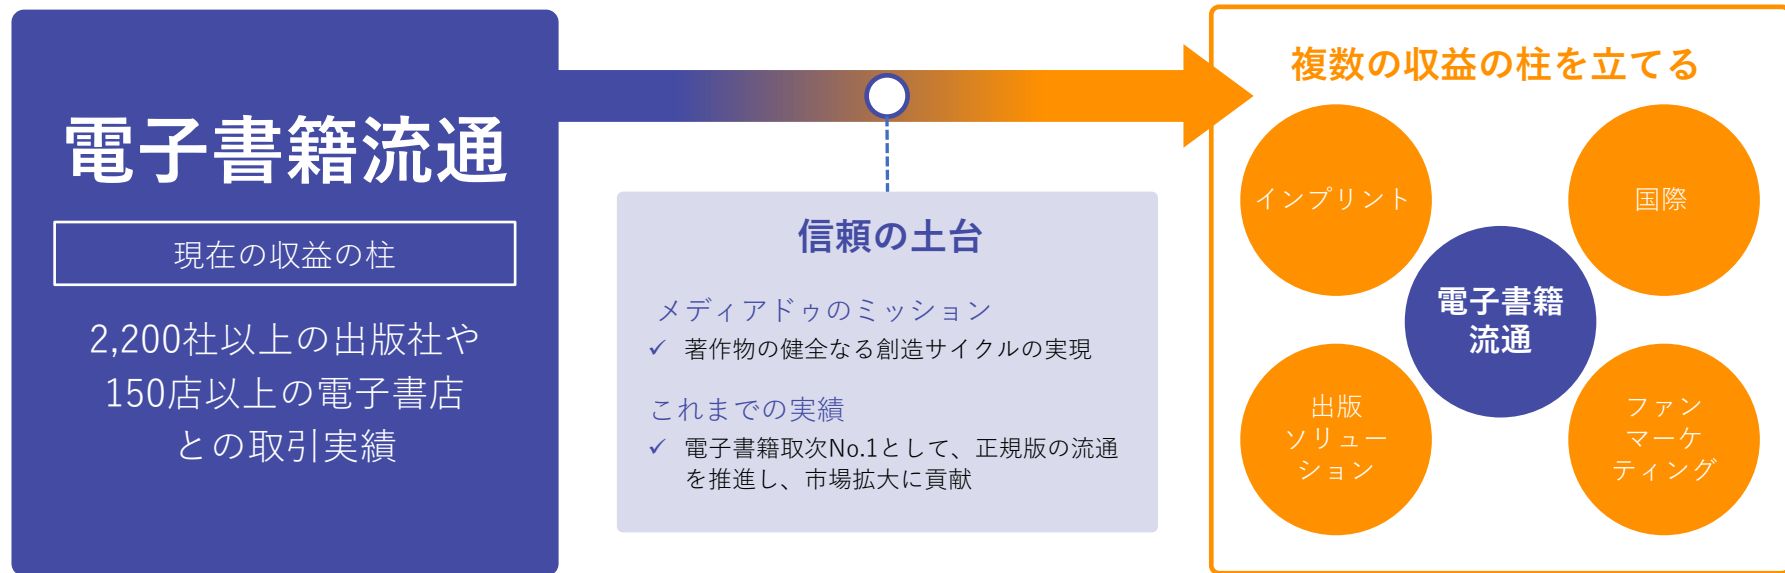 電子書籍流通
現在の収益の柱
2,200社以上の出版社や
150店以上の電子書店
との取引実績
信頼の土台
メディアドゥのミッション
✓ 著作物の健全なる創造サイクルの実現
これまでの実績
✓ 電子書籍取次No.1として、正規版の流通
を推進し、市場拡大に貢献
複数の収益の柱を立てる
インプリント
国際
電子書籍
流通
出版
ソリュー
ション
ファン
マーケ
ティング